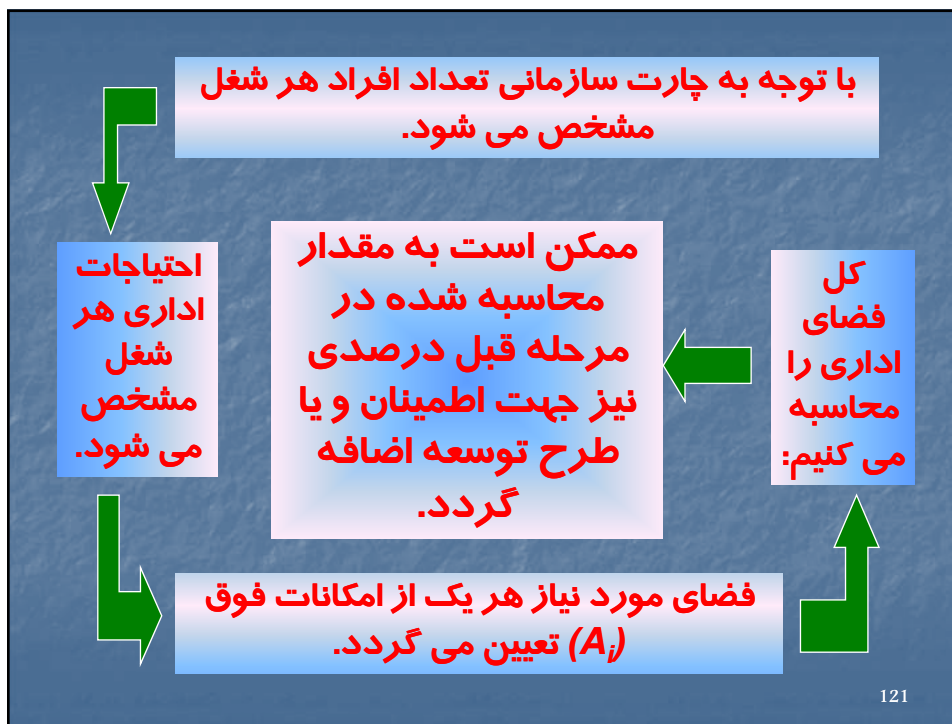 با توجه به چارت سازمانی تعداد افراد هر شغل
مشخص می شود.
احتیاجات
اداری هر
شغل
مشخص
می شود.
فضای مورد نیاز هر یک از امکانات فوق
(Ai) تعیین می گردد.
کل
فضای
اداری را
محاسبه
می کنیم:
ممکن است به مقدار
محاسبه شده در
مرحله قبل درصدی
نیز جهت اطمینان و یا
طرح توسعه اضافه
گردد.
121